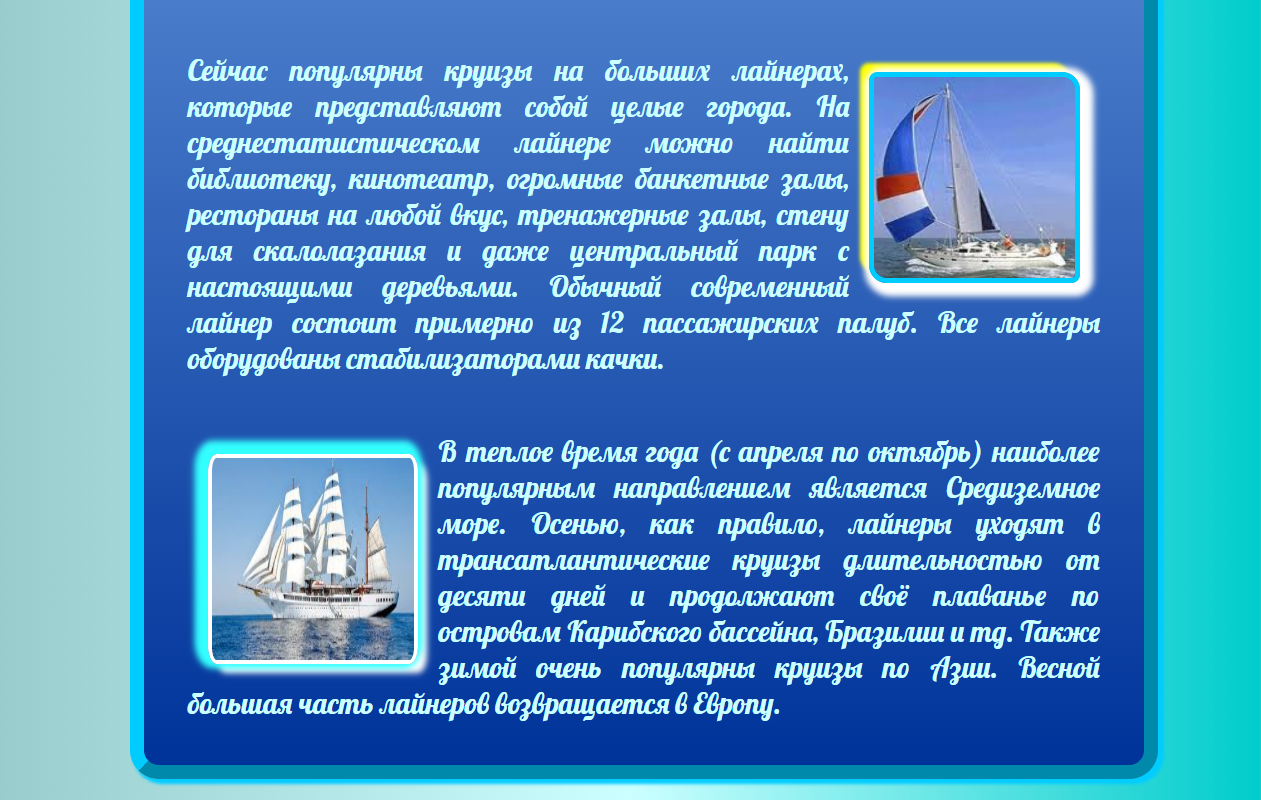 Сейчас популярны круизы на больших лайнерах,
которые представляют собой целые города. На
среднестатистическом лайнере можно найти
библиотеку, кинотеатр, огромные банкетные залы,
рестораны на любой вкус, тренажерные залы, стену
для скалолазания и даже центральный парк с
настоящими деревьями. Обычный современный
лайнер состоит примерно из 12 пассажирских палуб. Все лайнеры
оборудованы стабилизаторами качки.
В теплое время года (с апреля по октябрь) наиболее
популярным направлением является Средиземное
море. Осенью, как правило, лайнеры уходят в
трансатлантические круизы длительностью от
десяти дней и продолжают своё плаванье по
островам Карибского бассейна, Бразилии и тд. Также
зимой очень популярны круизы по Азии. Весной
большая часть лайнеров возвращается в Европу.